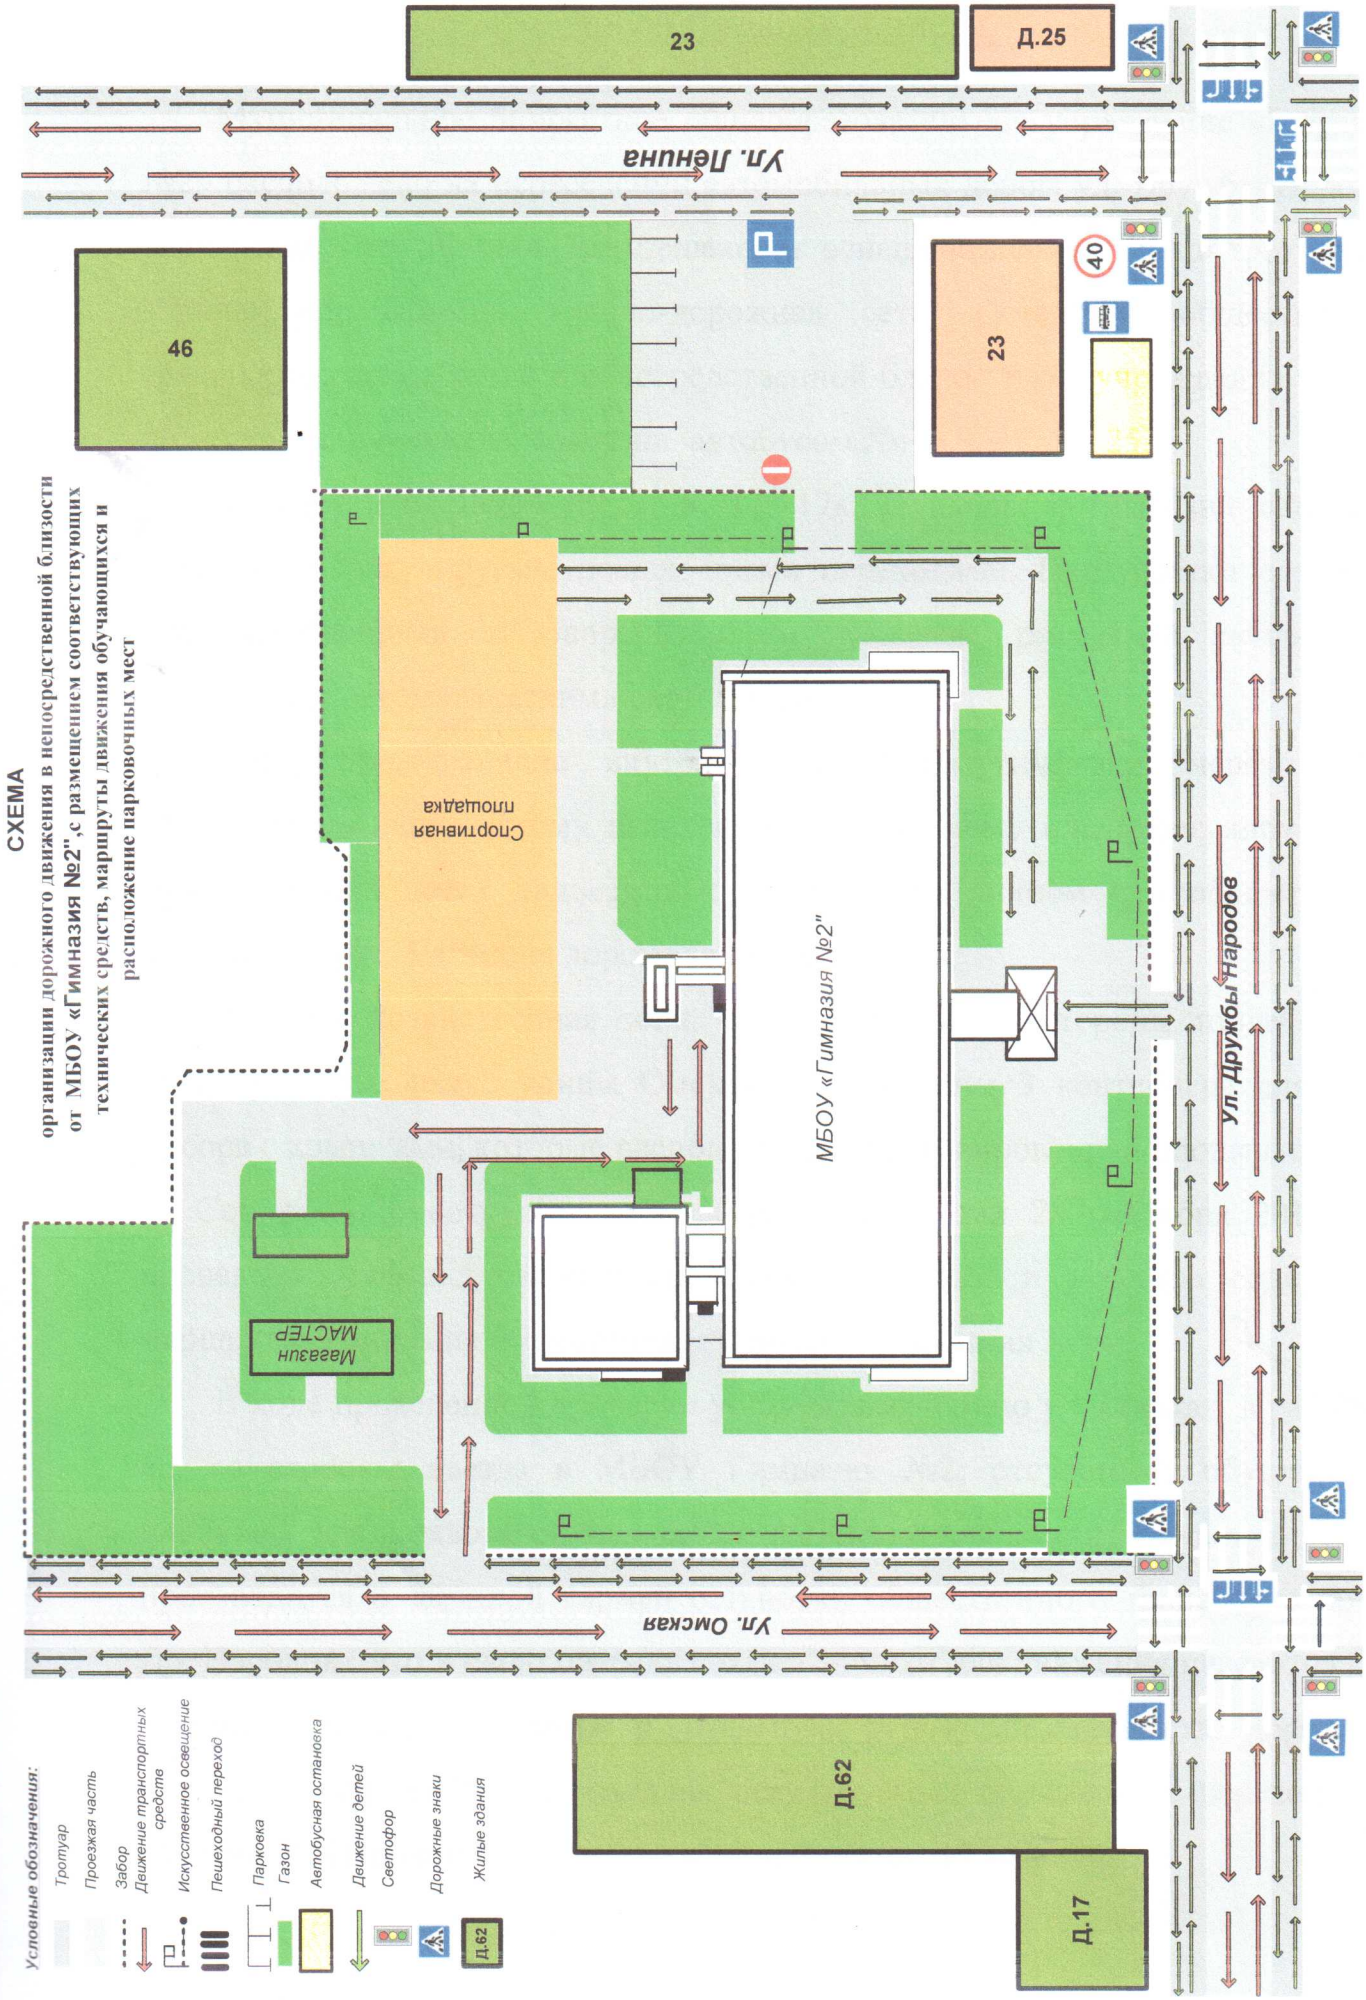 СХЕМА
организации дорожного движения в непосредственной близости
от МБОУ «Гимназия №2",с размещением соответствующих
технических средств, маршруты движения обучающихся и
расположение парковочных мест
46
23
Д.25
Ул. Ленина
P
23
40
Спортивная
площадка
МБОУ «Гимназия №2"
Магазин
МАСТЕР
Ул. Дружбы Народов
Ул. Омская
Д.62
Д.17
Условные обозначения:
Тротуар
Проезжая часть
Забор
Движение транспортных
средств
Искусственное освещение
Пешеходный переход
Парковка
Газон
Автобусная остановка
Движение детей
Светофор
Дорожные знаки
Д.62
Жилые здания